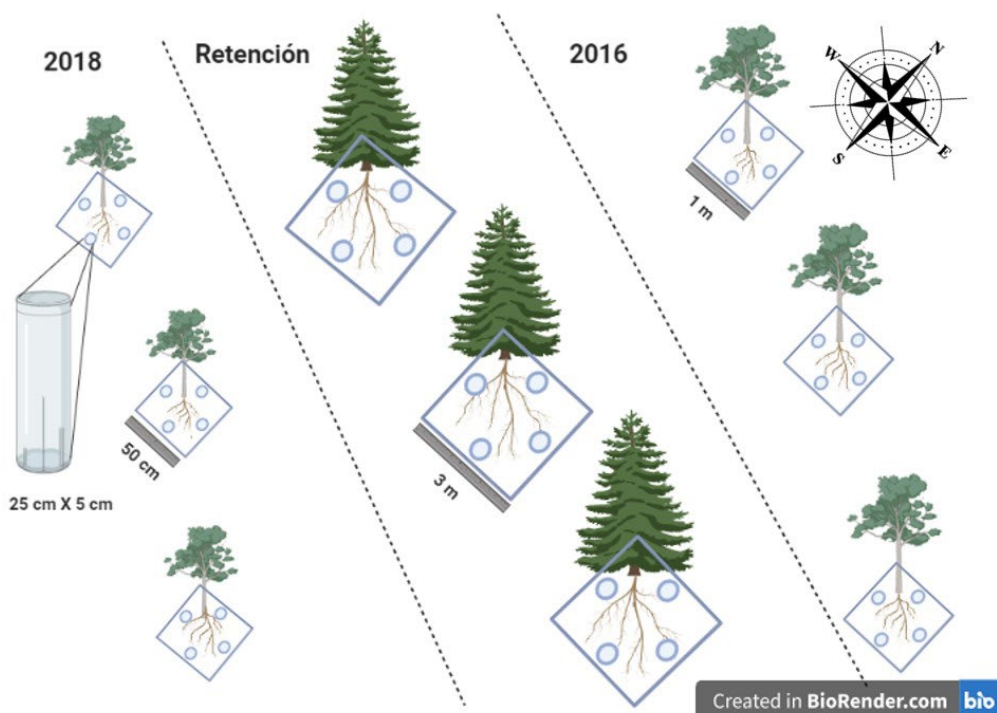 2018
Retención
2016
W
N
S
E
1 m
50 cm
3 m
25 cm X 5 cm
Created in BioRender.com bio